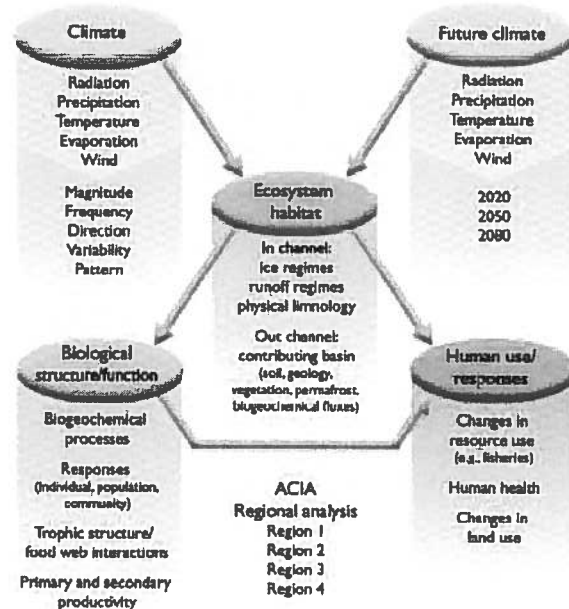 Climate
Radiation
Precipitation
Temperature
Evaporation
Wind
Magnitude
Frequency
Direction
Variability
Pattern
Future climate
Radiation
Precipitation
Temperature
Evaporation
Wind
2020
2050
2080
Ecosystem
habitat
In channel:
ice regimes
runoff regimes
physical limnology
Out channel:
contributing basin
(soil, geology,
vegetation, permafrost,
biogeochemical fluxes)
Biological
structure/function
Biogeochemical
processes
Responses
(individual, population,
community)
Trophic structure/
food web interactions
Primary and secondary
productivity
Human use/
responses
Changes in
resource use
(e.g., fisheries)
Human health
Changes in
land use
ACIA
Regional analysis
Region 1
Region 2
Region 3
Region 4